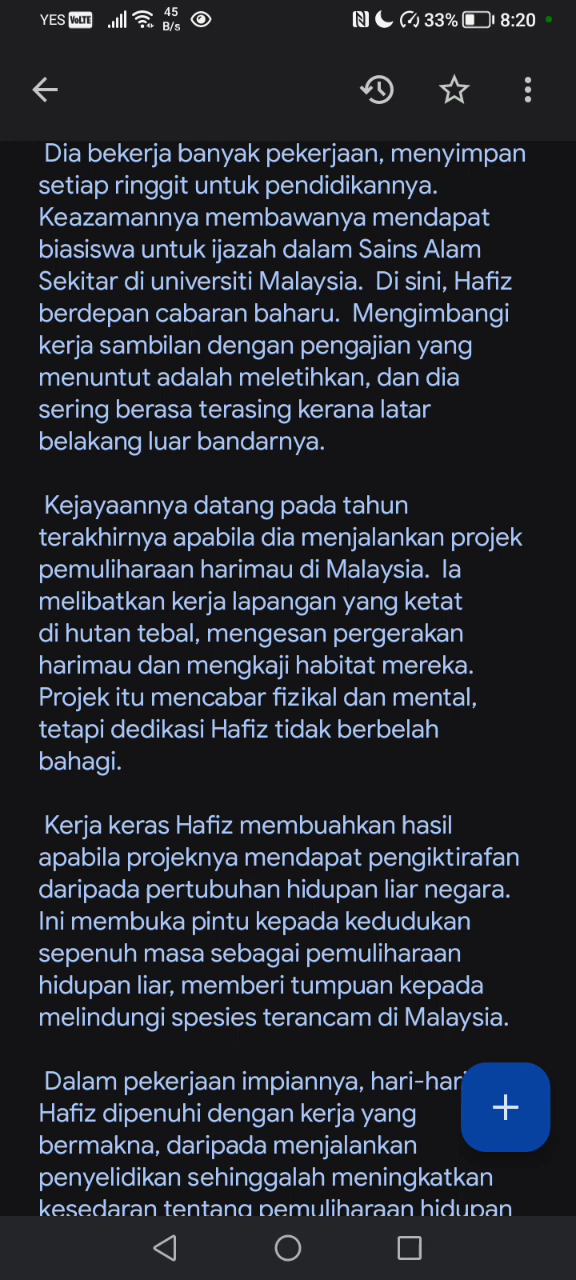 YES VoLTE 45 B/s 33% 8:20
Dia bekerja banyak pekerjaan, menyimpan
setiap ringgit untuk pendidikannya.
Keazamannya membawanya mendapat
biasiswa untuk ijazah dalam Sains Alam
Sekitar di universiti Malaysia.  Di sini, Hafiz
berdepan cabaran baharu.  Mengimbangi
kerja sambilan dengan pengajian yang
menuntut adalah meletihkan, dan dia
sering berasa terasing kerana latar
belakang luar bandarnya.
Kejayaannya datang pada tahun
terakhirnya apabila dia menjalankan projek
pemuliharaan harimau di Malaysia.  Ia
melibatkan kerja lapangan yang ketat
di hutan tebal, mengesan pergerakan
harimau dan mengkaji habitat mereka.
Projek itu mencabar fizikal dan mental,
tetapi dedikasi Hafiz tidak berbelah
bahagi.
Kerja keras Hafiz membuahkan hasil
apabila projeknya mendapat pengiktirafan
daripada pertubuhan hidupan liar negara.
Ini membuka pintu kepada kedudukan
sepenuh masa sebagai pemuliharaan
hidupan liar, memberi tumpuan kepada
melindungi spesies terancam di Malaysia.
Dalam pekerjaan impiannya, hari-hari
Hafiz dipenuhi dengan kerja yang
bermakna, daripada menjalankan
penyelidikan sehinggalah meningkatkan
kesedaran tentang pemuliharaan hidupan